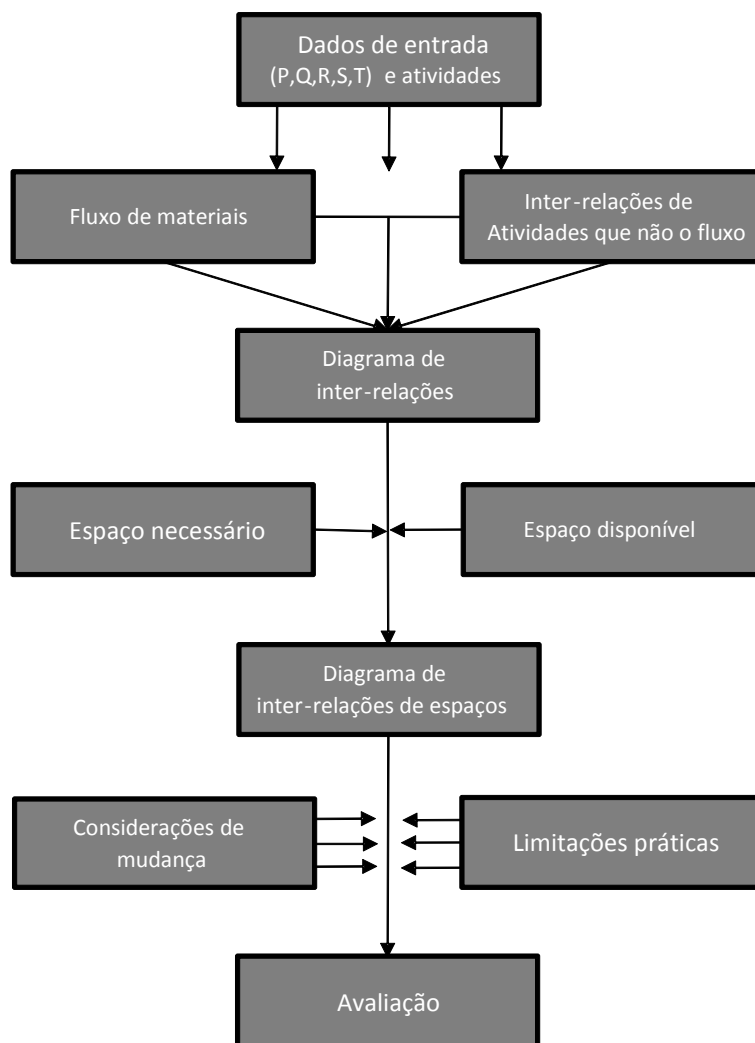 Dados de entrada
(P,Q,R,S,T) e atividades
Fluxo de materiais
Inter-relações de
Atividades que não o fluxo
Diagrama de
inter-relações
Espaço necessário
Espaço disponível
Diagrama de
inter-relações de espaços
Considerações de
mudança
Limitações práticas
Avaliação